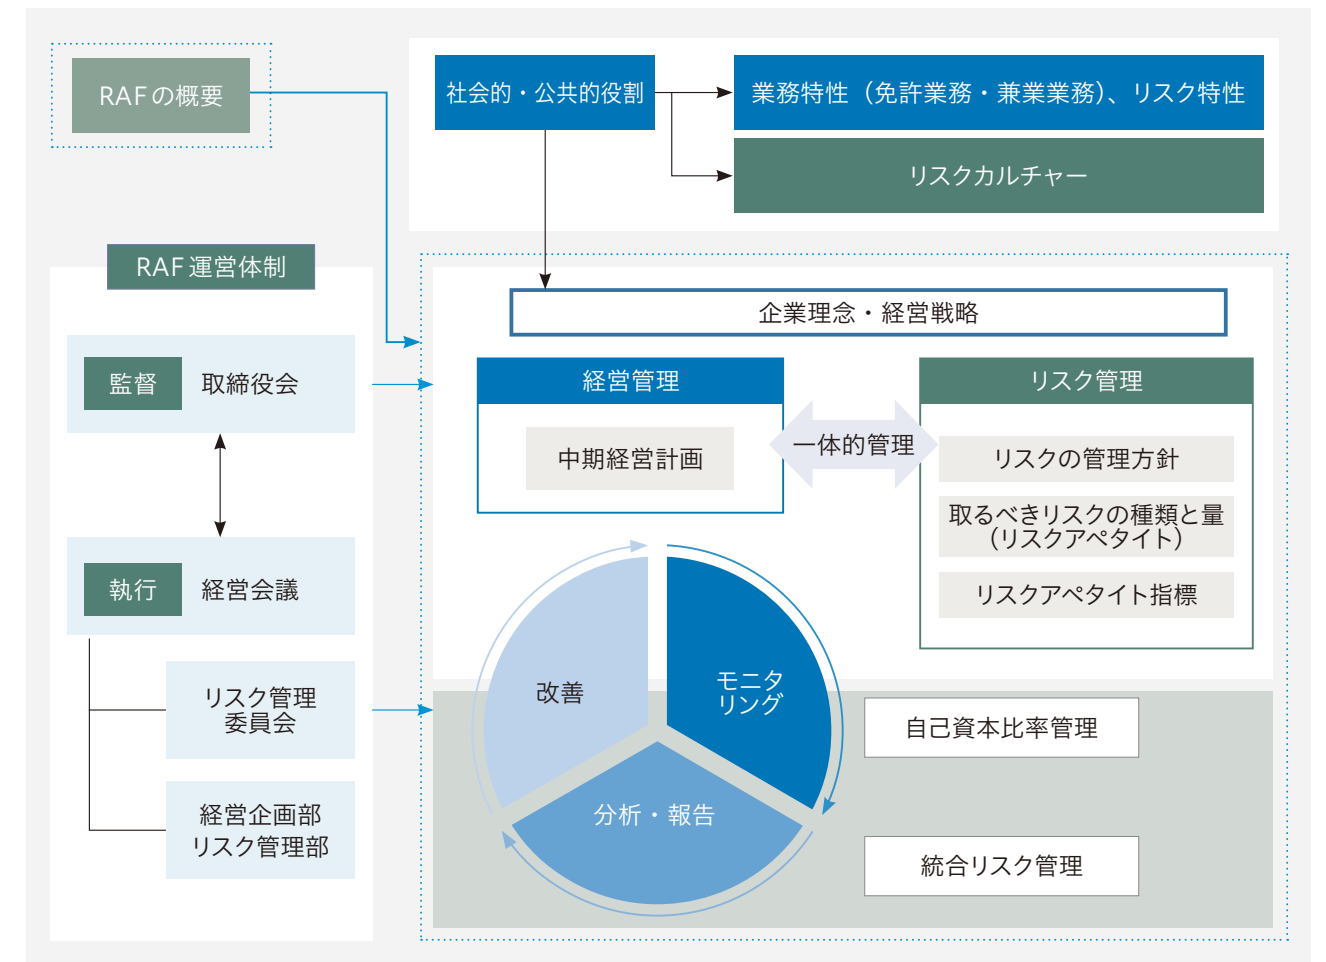 RAFの概要
社会的・公共的役割
業務特性（免許業務・兼業業務）、リスク特性
リスクカルチャー
RAF運営体制
監督
取締役会
執行
経営会議
リスク管理
委員会
経営企画部
リスク管理部
企業理念・経営戦略
経営管理
中期経営計画
一体的管理
リスク管理
リスクの管理方針
取るべきリスクの種類と量
（リスクアペタイト）
リスクアペタイト指標
改善
モニタ
リング
分析・報告
自己資本比率管理
統合リスク管理